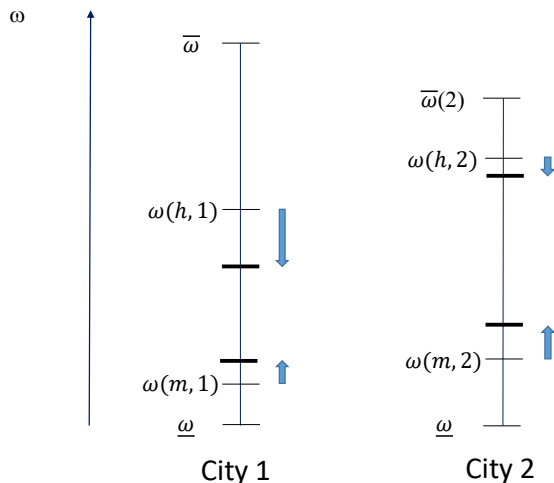 ω
ω̅
ω̅(2)
ω(h, 2)
ω(h, 1)
ω(m, 2)
ω(m, 1)
ω̲
ω̲
City 1
City 2